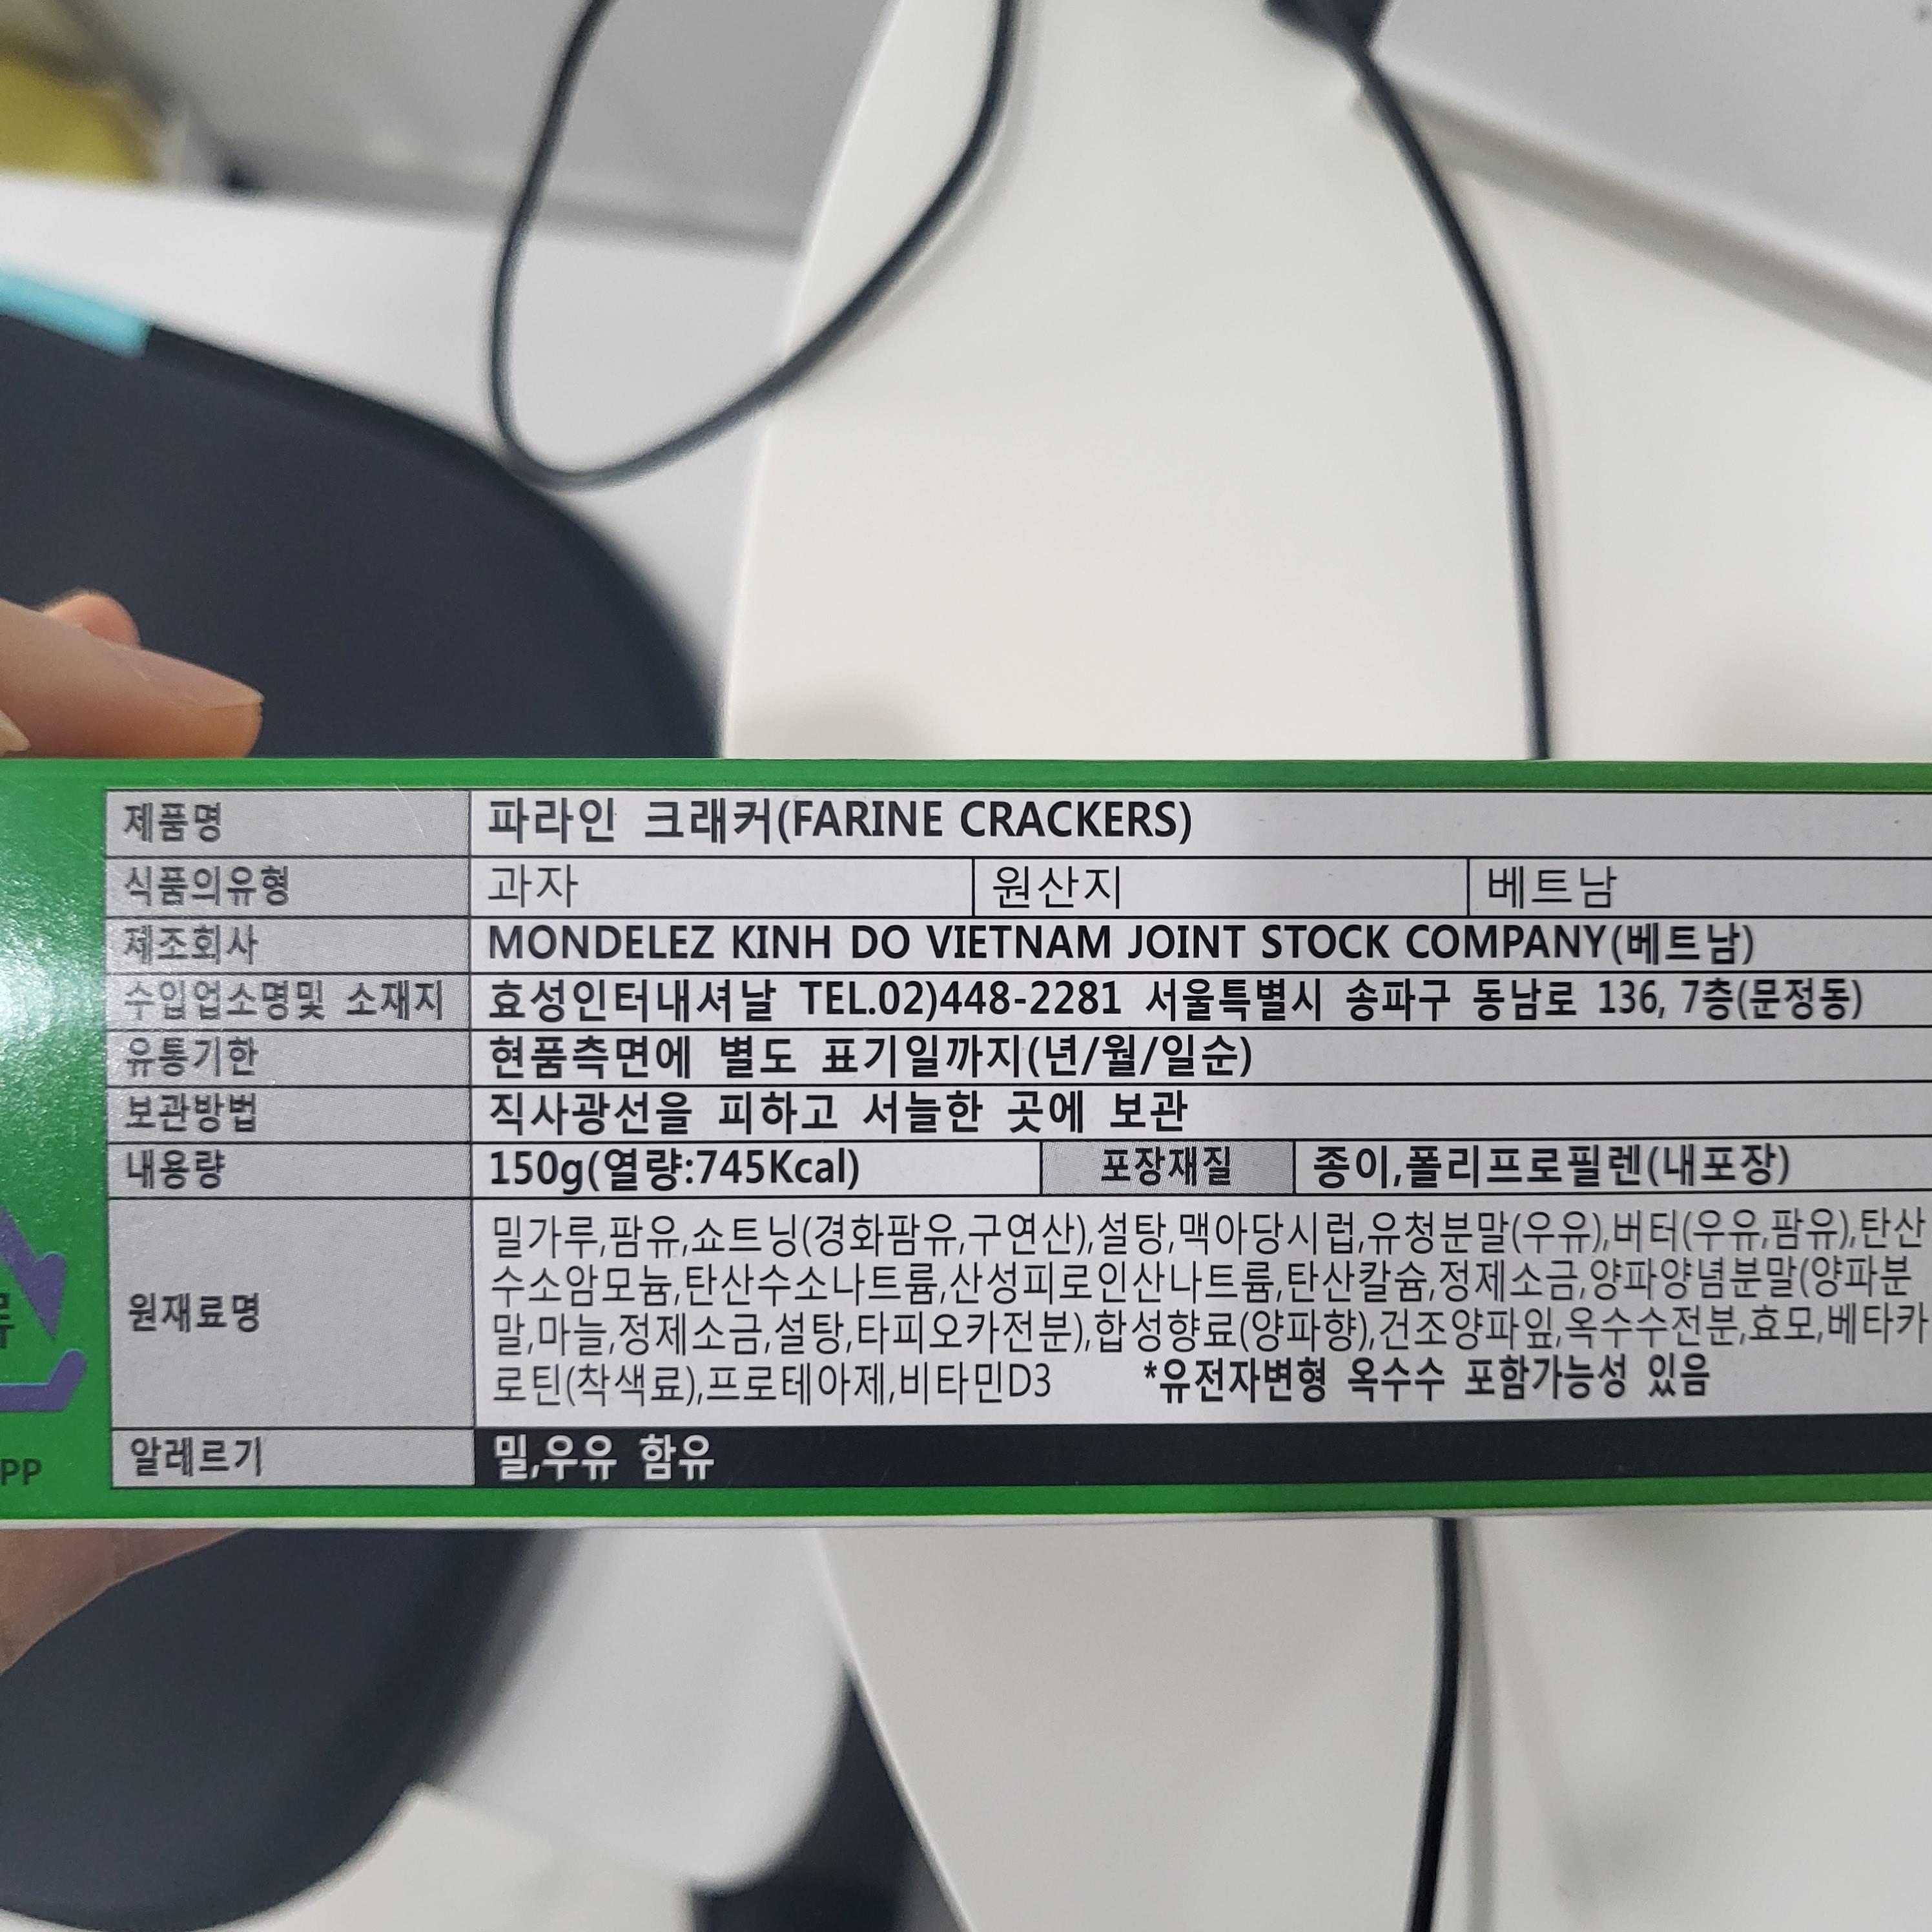 제품명 파라인 크래커(FARINE CRACKERS)
식품의유형 과자 원산지 베트남
제조회사 MONDELEZ KINH DO VIETNAM JOINT STOCK COMPANY(베트남)
수입업소명및 소재지 효성인터내셔날 TEL.02)448-2281 서울특별시 송파구 동남로 136, 7층(문정동)
유통기한 현품측면에 별도 표기일까지(년/월/일순)
보관방법 직사광선을 피하고 서늘한 곳에 보관
내용량 150g(열량:745Kcal) 포장재질 종이,폴리프로필렌(내포장)
원재료명
밀가루,팜유,쇼트닝(경화팜유,구연산),설탕,맥아당시럽,유청분말(우유),버터(우유,팜유),탄산
수소암모늄,탄산수소나트륨,산성피로인산나트륨,탄산칼슘,정제소금,양파양념분말(양파분
말,마늘,정제소금,설탕,타피오카전분),합성향료(양파향),건조양파잎,옥수수전분,효모,베타카
로틴(착색료),프로테아제,비타민D3 *유전자변형 옥수수 포함가능성 있음
알레르기 밀,우유 함유
PP